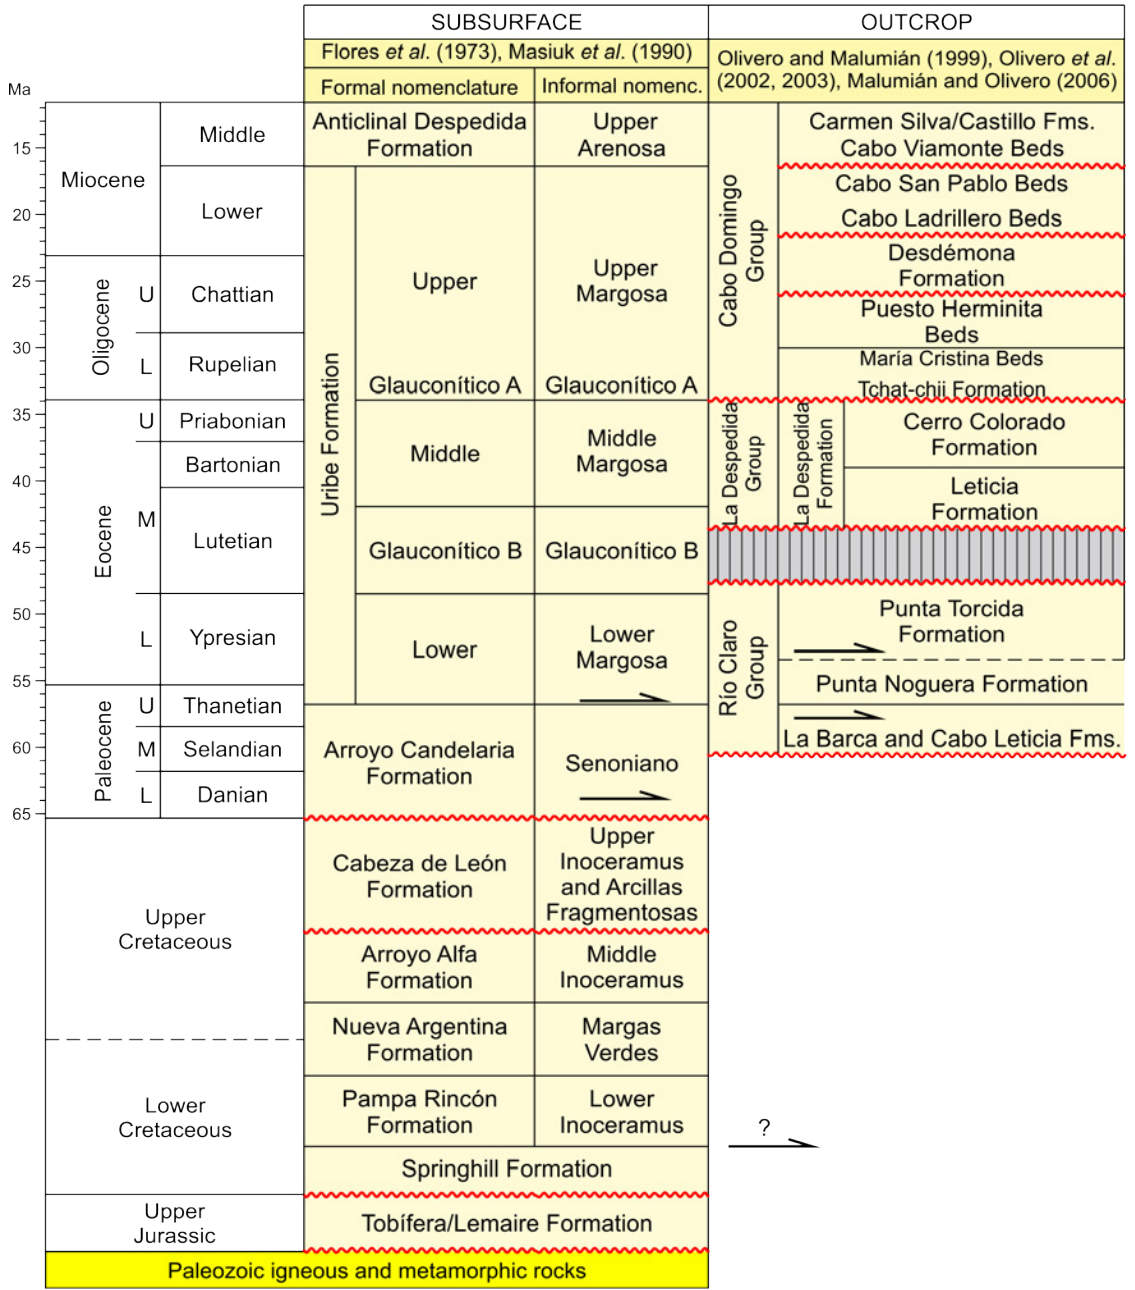 SUBSURFACE
OUTCROP
Flores et al. (1973), Masiuk et al. (1990)
Olivero and Malumián (1999), Olivero et al.
(2002, 2003), Malumián and Olivero (2006)
Formal nomenclature
Informal nomenc.
Ma
15
20
25
30
35
40
45
50
55
60
65
Miocene
Middle
Lower
Oligocene
U
Chattian
L
Rupelian
Eocene
U
Priabonian
Bartonian
M
Lutetian
L
Ypresian
Paleocene
U
Thanetian
M
Selandian
L
Danian
Upper
Cretaceous
Lower
Cretaceous
Upper
Jurassic
Anticlinal Despedida
Formation
Uribe Formation
Upper
Glauconítico A
Middle
Glauconítico B
Lower
Arroyo Candelaria
Formation
Cabeza de León
Formation
Arroyo Alfa
Formation
Nueva Argentina
Formation
Pampa Rincón
Formation
Springhill Formation
Tobífera/Lemaire Formation
Paleozoic igneous and metamorphic rocks
Upper
Arenosa
Upper
Margosa
Glauconítico A
Middle
Margosa
Glauconítico B
Lower
Margosa
Senoniano
Upper
Inoceramus
and Arcillas
Fragmentosas
Middle
Inoceramus
Margas
Verdes
Lower
Inoceramus
Cabo Domingo
Group
Carmen Silva/Castillo Fms.
Cabo Viamonte Beds
Cabo San Pablo Beds
Cabo Ladrillero Beds
Desdémona
Formation
Puesto Herminita
Beds
María Cristina Beds
Tchat-chii Formation
La Despedida
Group
La Despedida
Formation
Cerro Colorado
Formation
Leticia
Formation
Río Claro
Group
Punta Torcida
Formation
Punta Noguera Formation
La Barca and Cabo Leticia Fms.
?